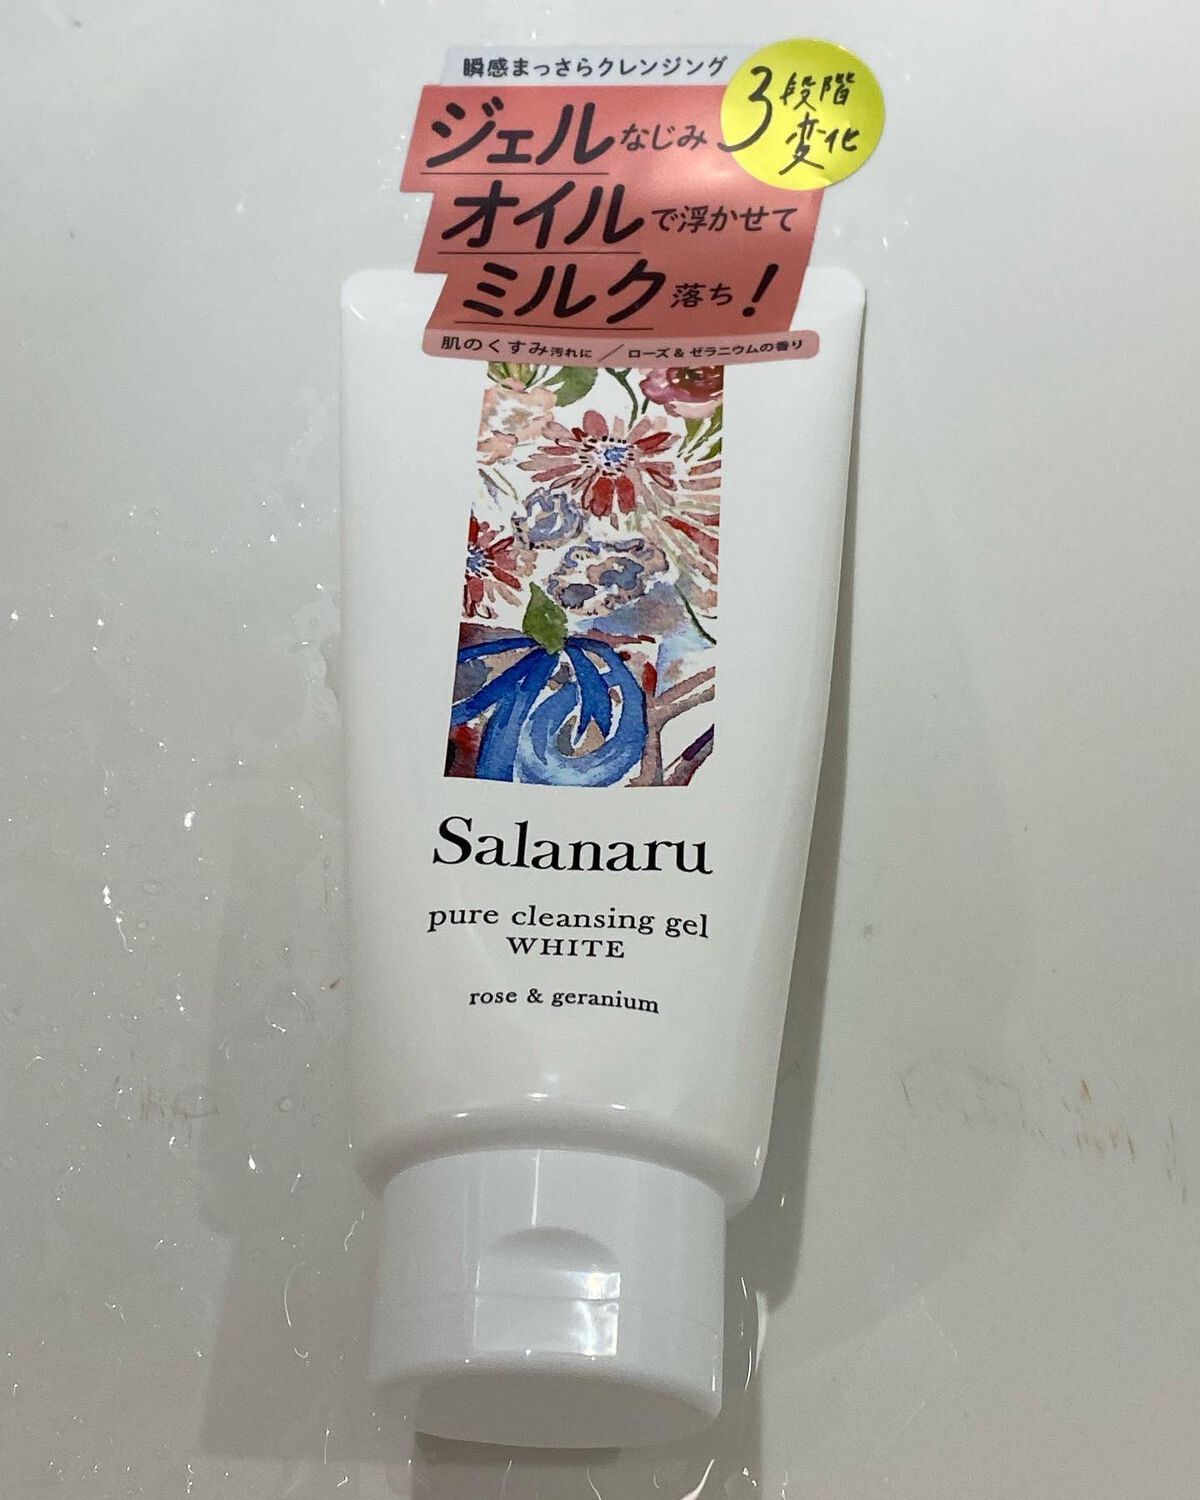 瞬感まっさらクレンジング
3段階
変化
ジェルなじみ
オイルで浮かせて
ミルク落ち!
肌のくすみ汚れに／ローズ&ゼラニウムの香り
Salanaru
pure cleansing gel
WHITE
rose & geranium